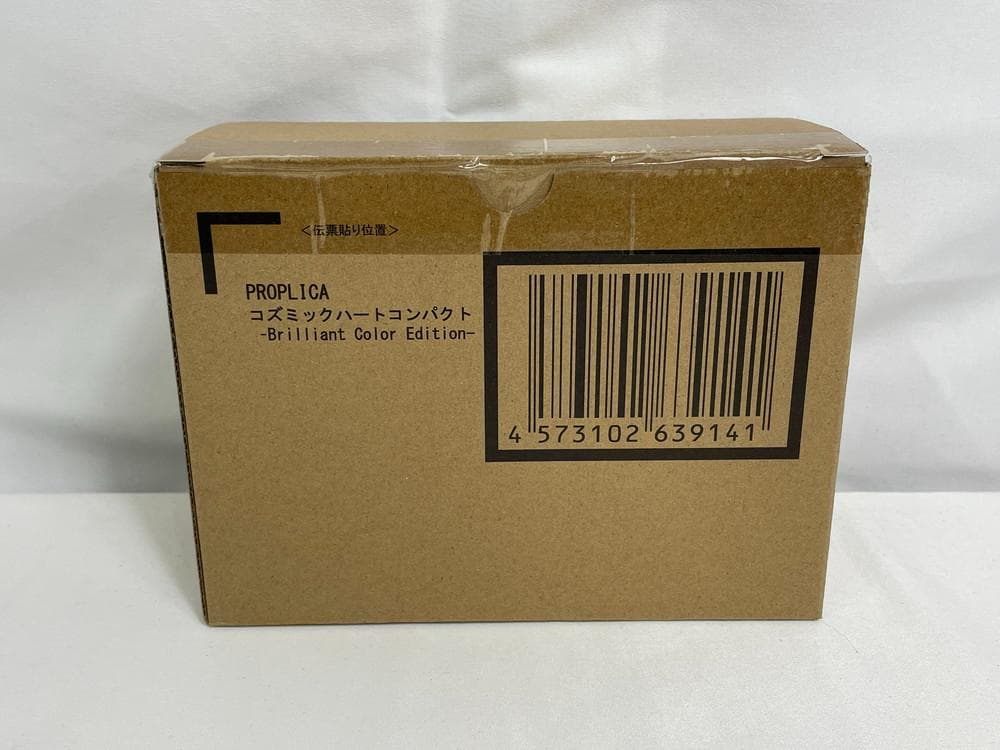 <伝票貼り位置>
PROPLICA
コズミックハートコンパクト
-Brilliant Color Edition-
4 573102 639141